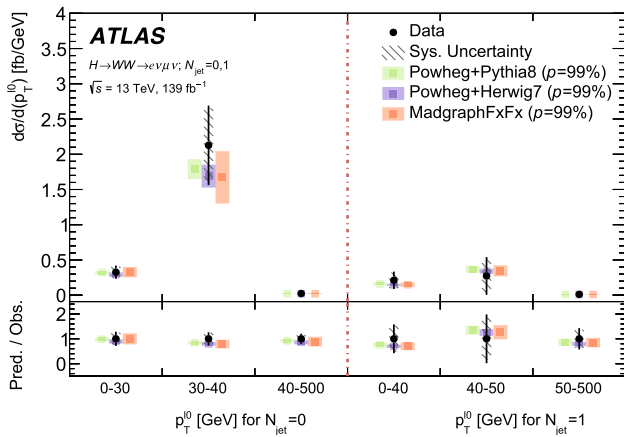 ATLAS
H→WW→eνμν; N_jet=0,1
√s = 13 TeV, 139 fb⁻¹
Data
Sys. Uncertainty
Powheg+Pythia8 (p=99%)
Powheg+Herwig7 (p=99%)
MadgraphFxFx (p=99%)
dσ/d(p_T^l0) [fb/GeV]
4
3.5
3
2.5
2
1.5
1
0.5
0
Pred. / Obs.
2
1
0
0-30 30-40 40-500 0-40 40-50 50-500
p_T^l0 [GeV] for N_jet=0 p_T^l0 [GeV] for N_jet=1